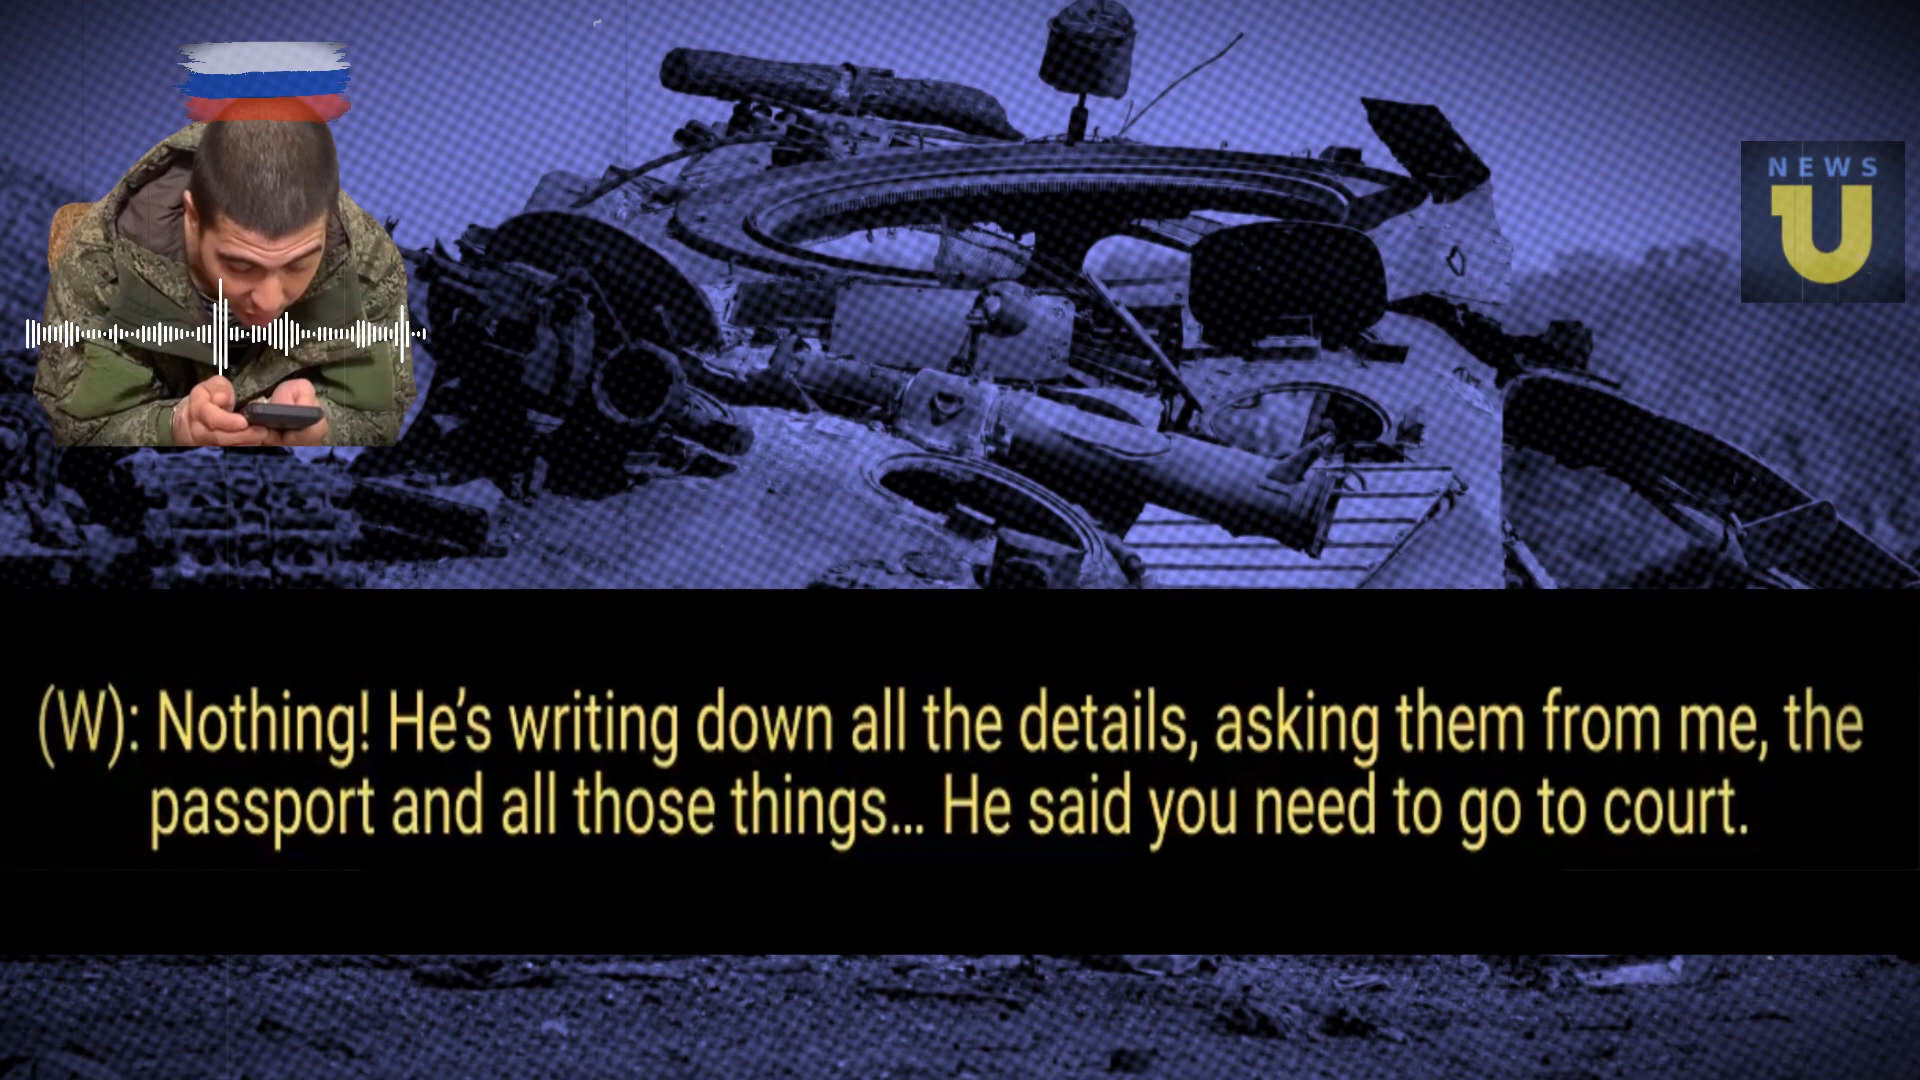 NEWS
U
(W): Nothing! He’s writing down all the details, asking them from me, the
passport and all those things... He said you need to go to court.